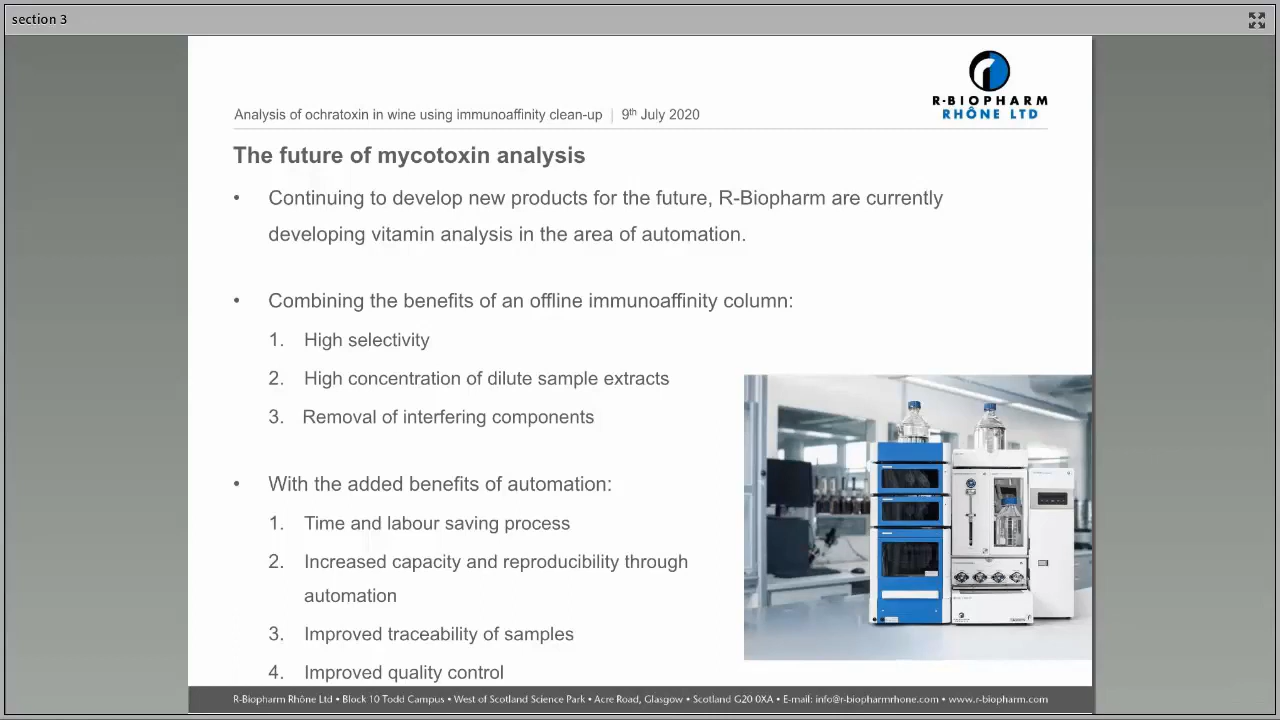 section 3
R-BIOPHARM
RHÔNE LTD
Analysis of ochratoxin in wine using immunoaffinity clean-up | 9th July 2020
The future of mycotoxin analysis
• Continuing to develop new products for the future, R-Biopharm are currently
developing vitamin analysis in the area of automation.
• Combining the benefits of an offline immunoaffinity column:
1. High selectivity
2. High concentration of dilute sample extracts
3. Removal of interfering components
• With the added benefits of automation:
1. Time and labour saving process
2. Increased capacity and reproducibility through
automation
3. Improved traceability of samples
4. Improved quality control
R-Biopharm Rhône Ltd • Block 10 Todd Campus • West of Scotland Science Park • Acre Road, Glasgow • Scotland G20 0XA • E-mail: info@r-biopharmrhone.com • www.r-biopharm.com